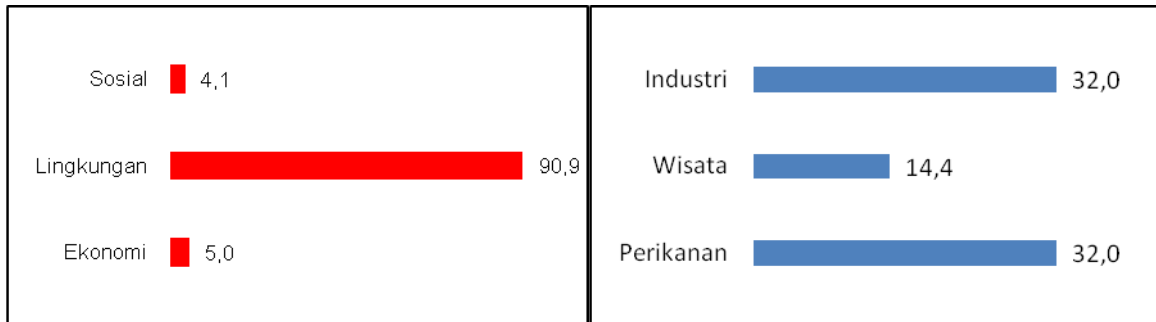 Sosial 4,1
Lingkungan 90,9
Ekonomi 5,0
Industri 32,0
Wisata 14,4
Perikanan 32,0